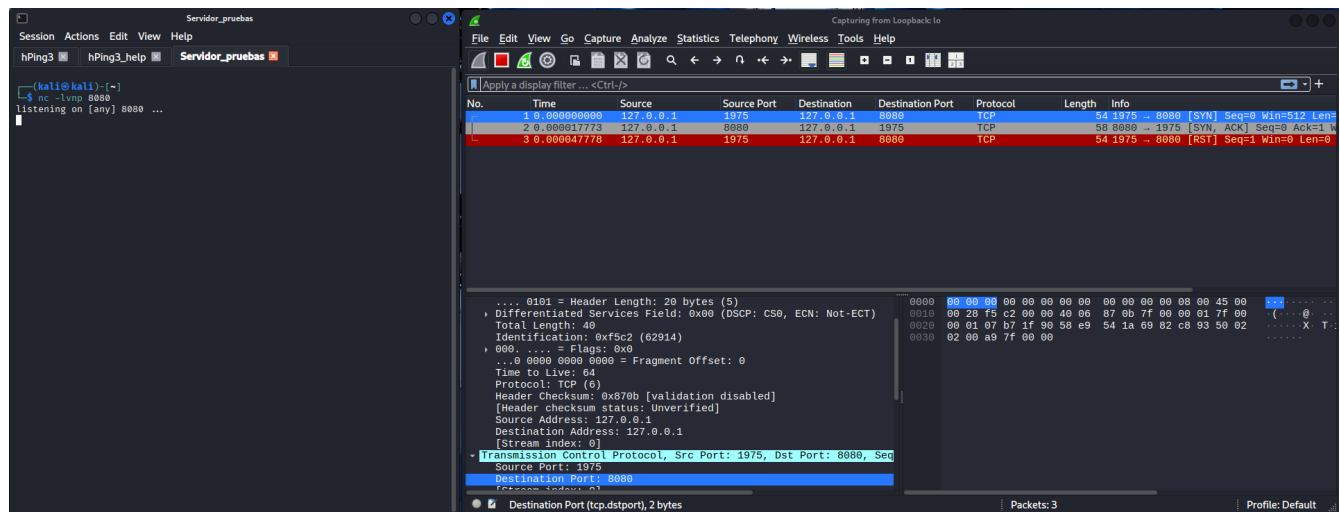 Servidor_pruebas
Session Actions Edit View Help
hPing3
hPing3_help
Servidor_pruebas
(kali㉿kali)-[~]
$ nc -lvnp 8080
listening on [any] 8080 ...
Capturing from Loopback: lo
File Edit View Go Capture Analyze Statistics Telephony Wireless Tools Help
Apply a display filter ... <Ctrl-/>
No. Time Source Source Port Destination Destination Port Protocol Length Info
1 0.000000000 127.0.0.1 1975 127.0.0.1 8080 TCP 54 1975 → 8080 [SYN] Seq=0 Win=512 Len=
2 0.000017773 127.0.0.1 8080 127.0.0.1 1975 TCP 58 8080 → 1975 [SYN, ACK] Seq=0 Ack=1 W
3 0.000047778 127.0.0.1 1975 127.0.0.1 8080 TCP 54 1975 → 8080 [RST] Seq=1 Win=0 Len=0
.... 0101 = Header Length: 20 bytes (5)
Differentiated Services Field: 0x00 (DSCP: CS0, ECN: Not-ECT)
Total Length: 40
Identification: 0xf5c2 (62914)
000. .... = Flags: 0x0
...0 0000 0000 0000 = Fragment Offset: 0
Time to Live: 64
Protocol: TCP (6)
Header Checksum: 0x870b [validation disabled]
[Header checksum status: Unverified]
Source Address: 127.0.0.1
Destination Address: 127.0.0.1
[Stream index: 0]
Transmission Control Protocol, Src Port: 1975, Dst Port: 8080, Seq
Source Port: 1975
Destination Port: 8080
[Stream index: 0]
0000 00 00 00 00 00 00 00 00 00 00 00 00 08 00 45 00
0010 00 28 f5 c2 00 00 40 06 87 0b 7f 00 00 01 7f 00 ·(····@·
0020 00 01 07 b7 1f 90 58 e9 54 1a 69 82 c8 93 50 02 ······X· T·
0030 02 00 a9 7f 00 00 ······
Destination Port (tcp.dstport), 2 bytes
Packets: 3
Profile: Default